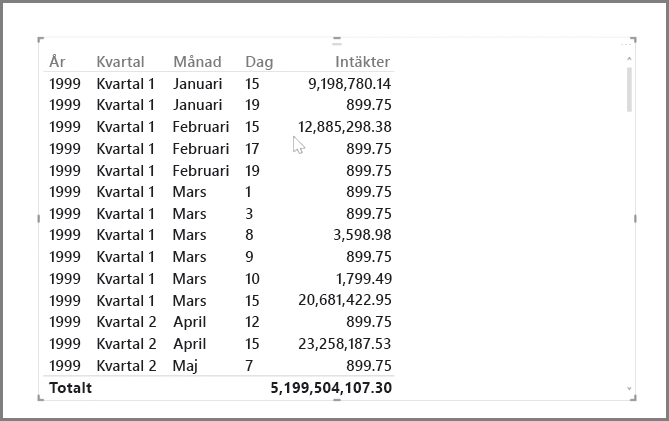 År Kvartal Månad Dag Intäkter
1999 Kvartal 1 Januari 15 9,198,780.14
1999 Kvartal 1 Januari 19 899.75
1999 Kvartal 1 Februari 15 12,885,298.38
1999 Kvartal 1 Februari 17 899.75
1999 Kvartal 1 Februari 19 899.75
1999 Kvartal 1 Mars 1 899.75
1999 Kvartal 1 Mars 3 899.75
1999 Kvartal 1 Mars 8 3,598.98
1999 Kvartal 1 Mars 9 899.75
1999 Kvartal 1 Mars 10 1,799.49
1999 Kvartal 1 Mars 15 20,681,422.95
1999 Kvartal 2 April 12 899.75
1999 Kvartal 2 April 15 23,258,187.53
1999 Kvartal 2 Maj 7 899.75
Totalt 5,199,504,107.30